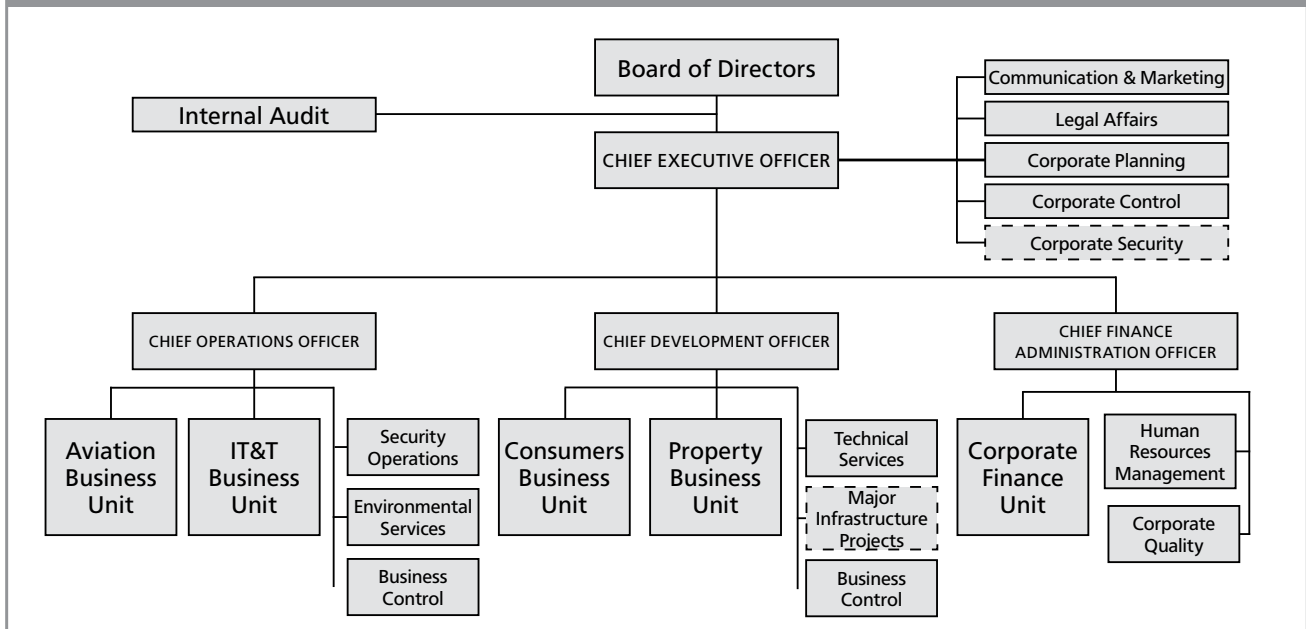 Board of Directors
Internal Audit
CHIEF EXECUTIVE OFFICER
Communication & Marketing
Legal Affairs
Corporate Planning
Corporate Control
Corporate Security
CHIEF OPERATIONS OFFICER
CHIEF DEVELOPMENT OFFICER
CHIEF FINANCE
ADMINISTRATION OFFICER
Aviation
Business
Unit
IT&T
Business
Unit
Security
Operations
Environmental
Services
Business
Control
Consumers
Business
Unit
Property
Business
Unit
Technical
Services
Major
Infrastructure
Projects
Business
Control
Corporate
Finance
Unit
Human
Resources
Management
Corporate
Quality